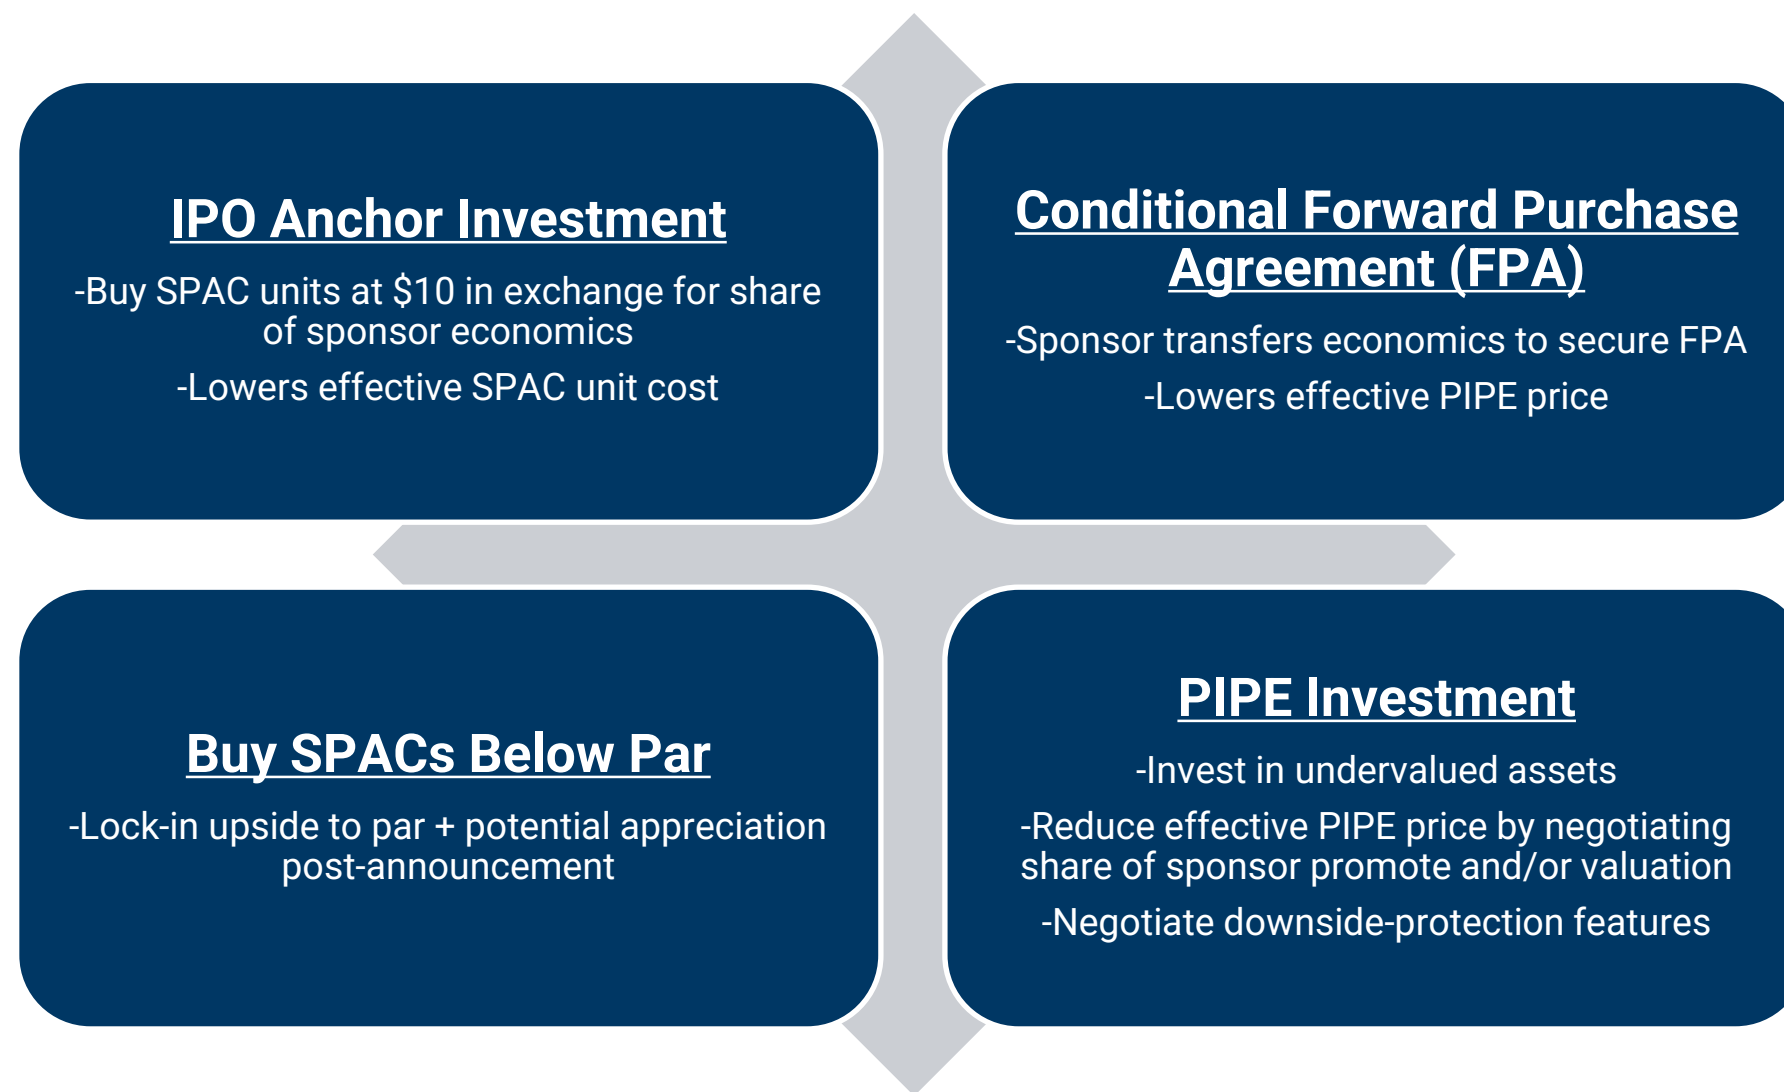 IPO Anchor Investment
-Buy SPAC units at $10 in exchange for share
of sponsor economics
-Lowers effective SPAC unit cost
Conditional Forward Purchase
Agreement (FPA)
-Sponsor transfers economics to secure FPA
-Lowers effective PIPE price
Buy SPACs Below Par
-Lock-in upside to par + potential appreciation
post-announcement
PIPE Investment
-Invest in undervalued assets
-Reduce effective PIPE price by negotiating
share of sponsor promote and/or valuation
-Negotiate downside-protection features